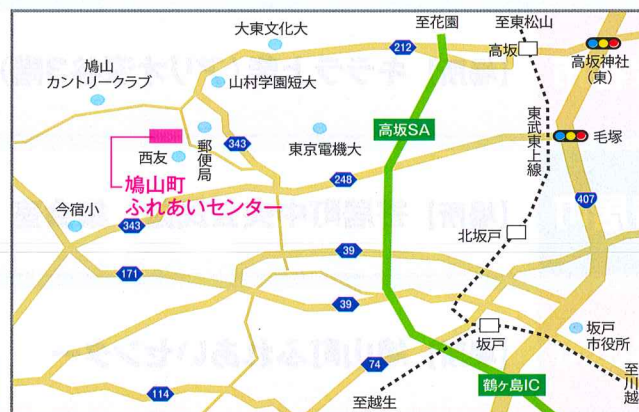 至花園
至東松山
大東文化大
212
高坂
高坂神社
(東)
鳩山
カントリークラブ
山村学園短大
高坂SA
東武東上線
毛塚
郵便局
343
東京電機大
西友
鳩山町
ふれあいセンター
248
407
今宿小
343
北坂戸
39
171
39
坂戸
坂戸
市役所
74
鶴ヶ島IC
至川越
114
至越生